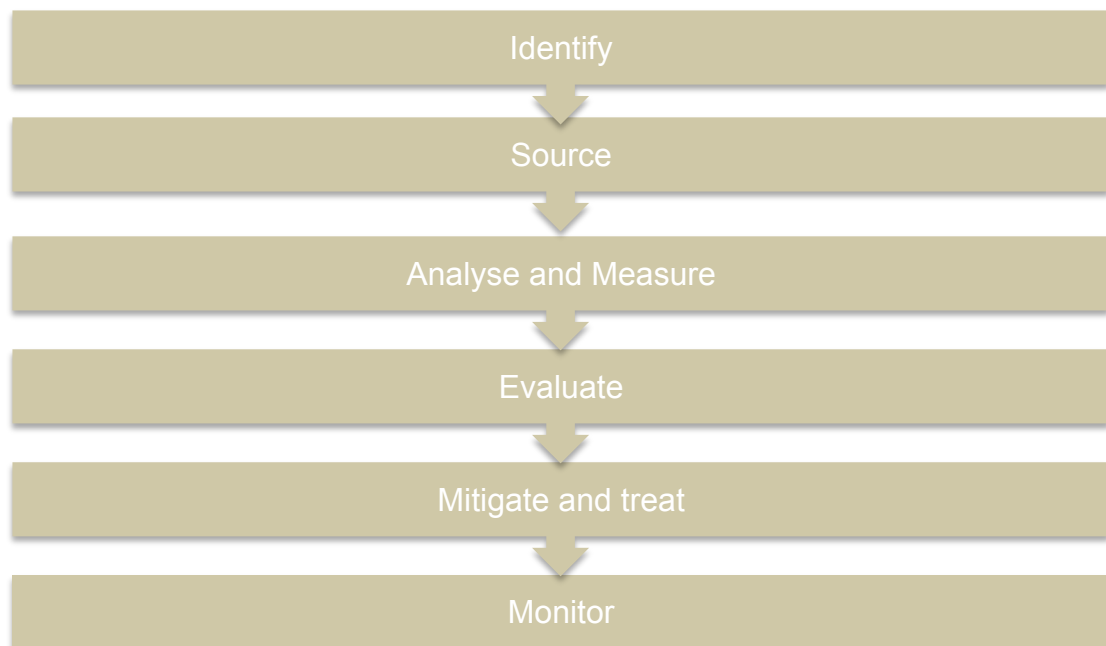 Identify
Source
Analyse and Measure
Evaluate
Mitigate and treat
Monitor